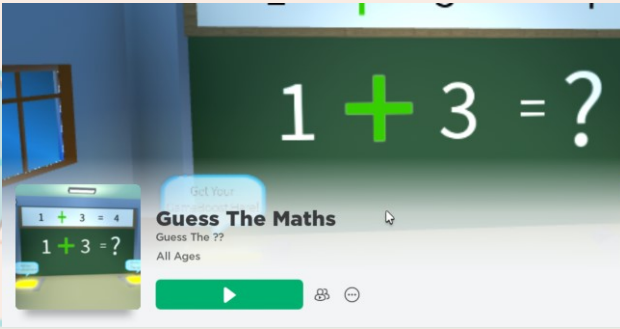 1 + 3 = ?
Get Your
1 + 3 = 4
1 + 3 = ?
Guess The Maths
Guess The ??
All Ages